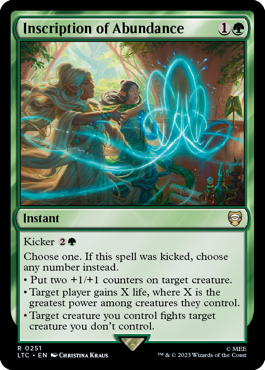 Inscription of Abundance 1
Instant
Kicker 2
Choose one. If this spell was kicked, choose
any number instead.
• Put two +1/+1 counters on target creature.
• Target player gains X life, where X is the
greatest power among creatures they control.
• Target creature you control fights target
creature you don't control.
R 0251 © MEE
LTC • EN CHRISTINA KRAUS ™ & © 2023 Wizards of the Coast